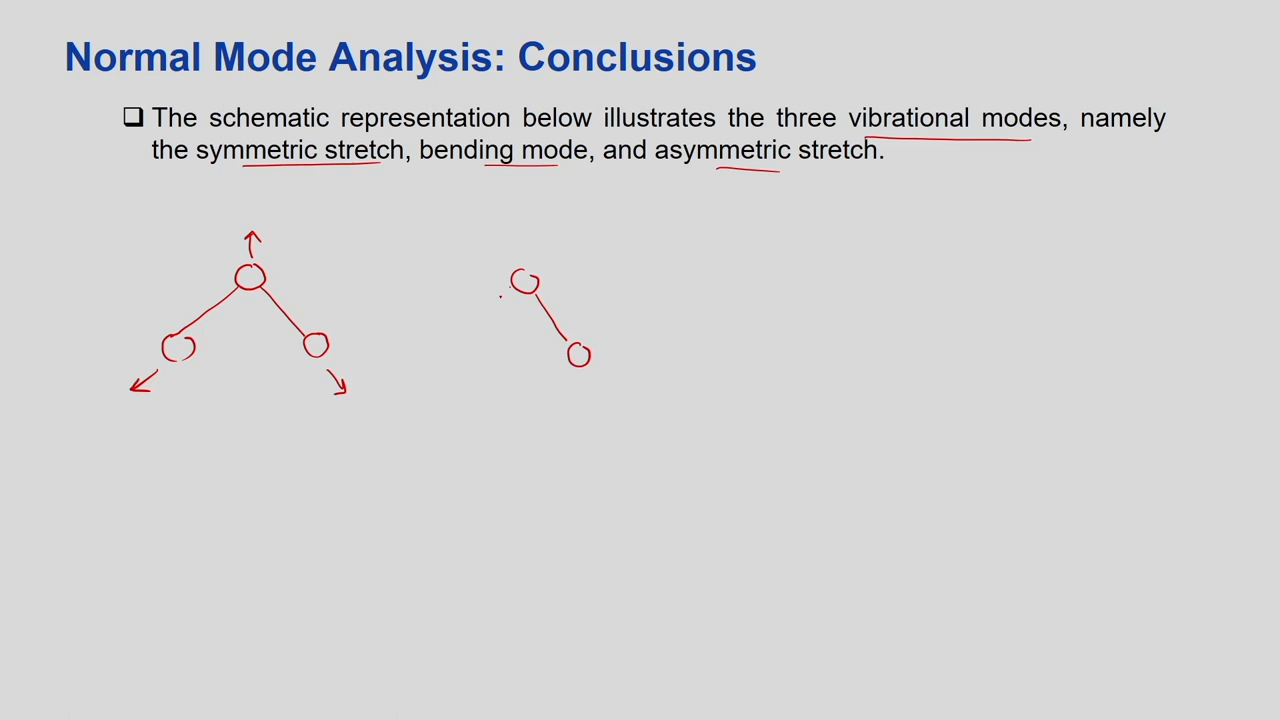 Normal Mode Analysis: Conclusions
❑ The schematic representation below illustrates the three vibrational modes, namely
the symmetric stretch, bending mode, and asymmetric stretch.